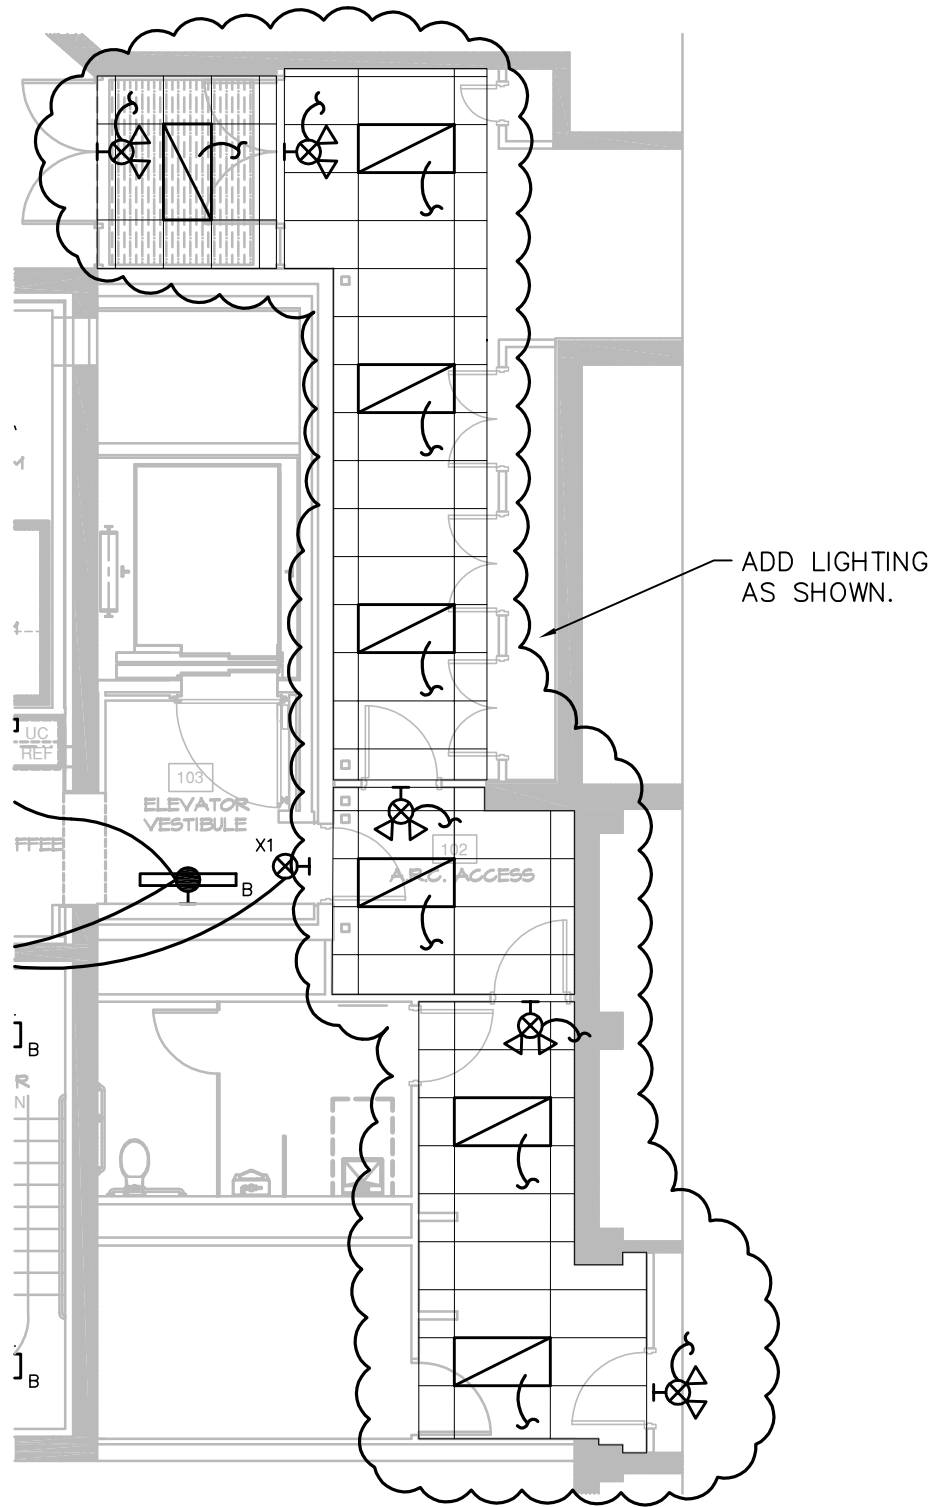 ADD LIGHTING
AS SHOWN.
UC
REF
103
ELEVATOR
VESTIBULE
X1
102
A.R.C. ACCESS
B
B
R
N
B